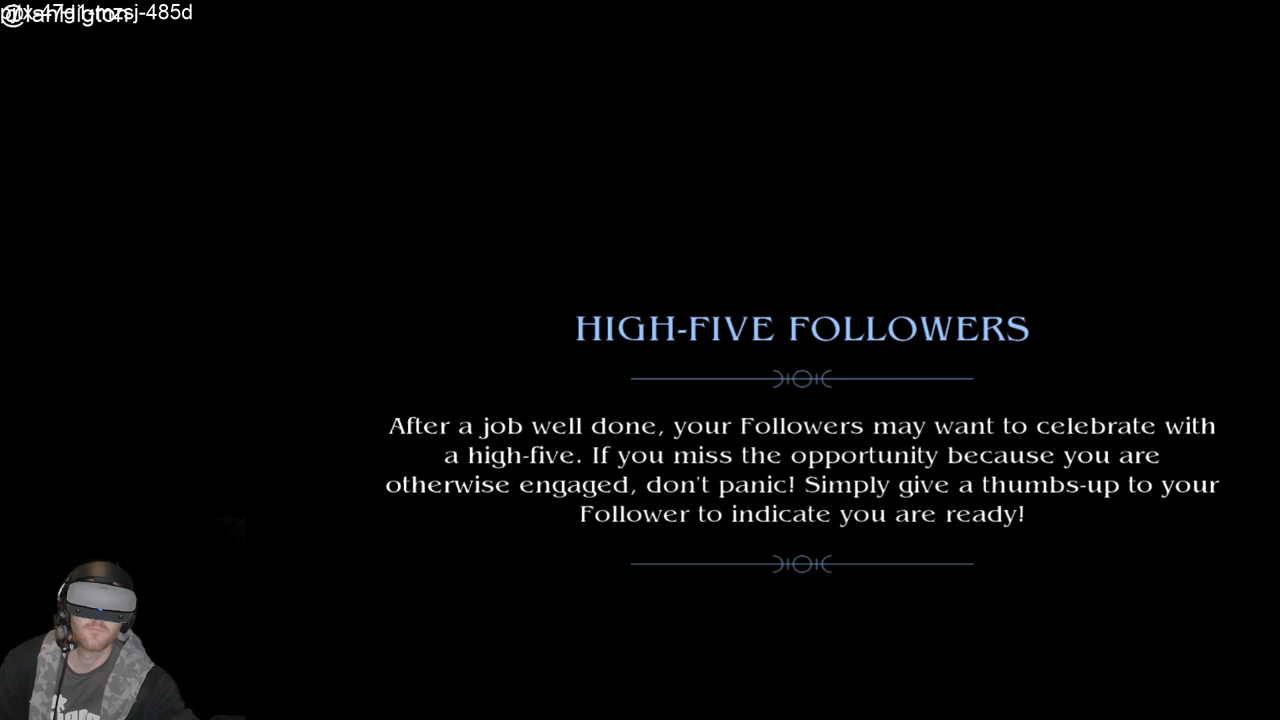 HIGH-FIVE FOLLOWERS
After a job well done, your Followers may want to celebrate with
a high-five. If you miss the opportunity because you are
otherwise engaged, don't panic! Simply give a thumbs-up to your
Follower to indicate you are ready!